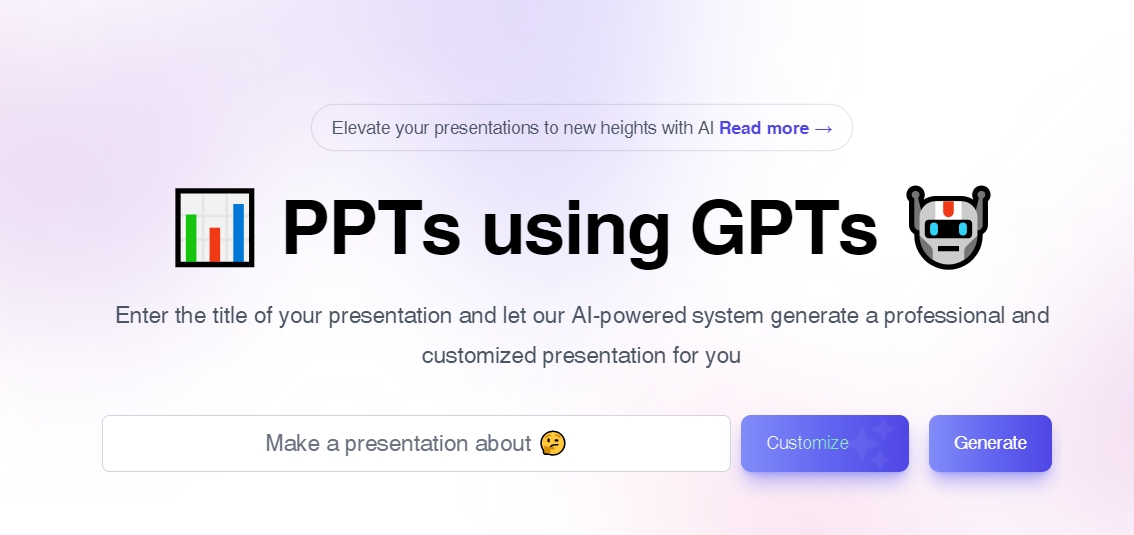 Elevate your presentations to new heights with AI Read more →
PPTs using GPTs
Enter the title of your presentation and let our AI-powered system generate a professional and
customized presentation for you
Make a presentation about 🤔
Customize
Generate